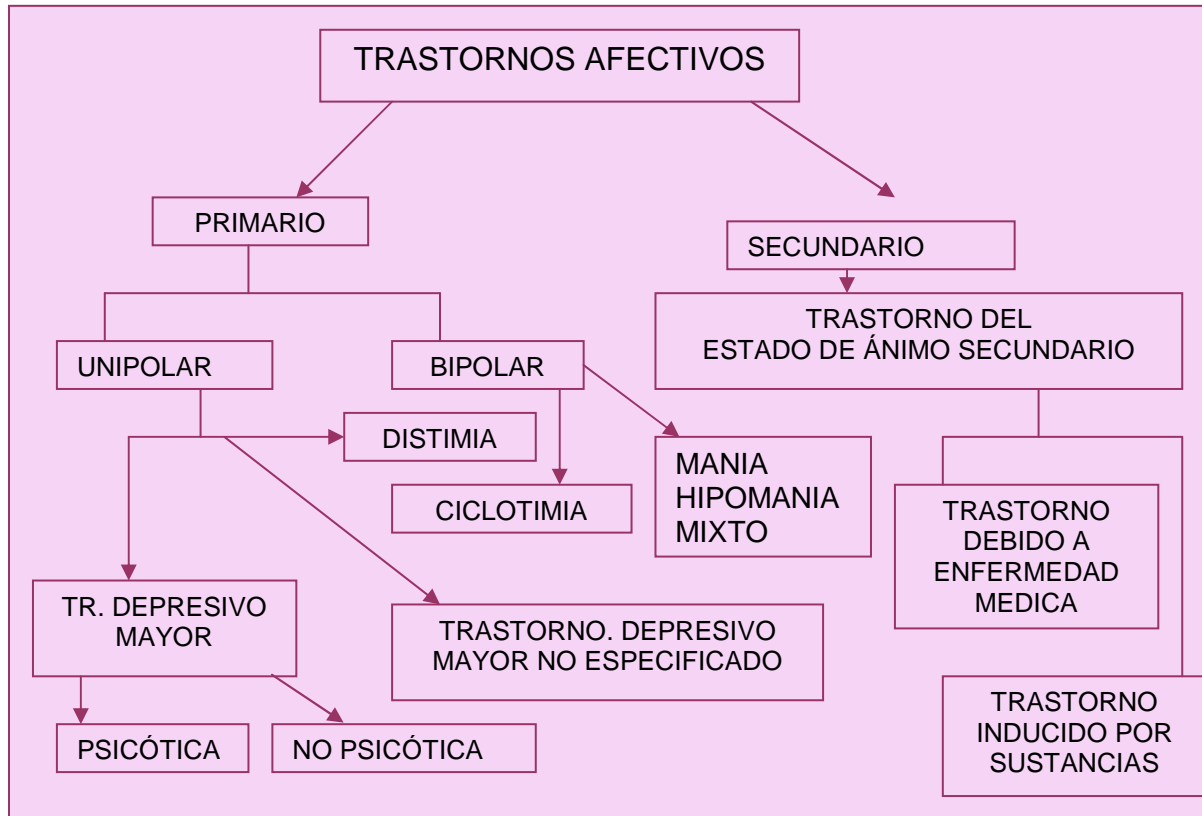 TRASTORNOS AFECTIVOS
PRIMARIO
SECUNDARIO
TRASTORNO DEL
ESTADO DE ÁNIMO SECUNDARIO
UNIPOLAR
BIPOLAR
DISTIMIA
CICLOTIMIA
MANIA
HIPOMANIA
MIXTO
TRASTORNO
DEBIDO A
ENFERMEDAD
MEDICA
TR. DEPRESIVO
MAYOR
TRASTORNO. DEPRESIVO
MAYOR NO ESPECIFICADO
PSICÓTICA
NO PSICÓTICA
TRASTORNO
INDUCIDO POR
SUSTANCIAS